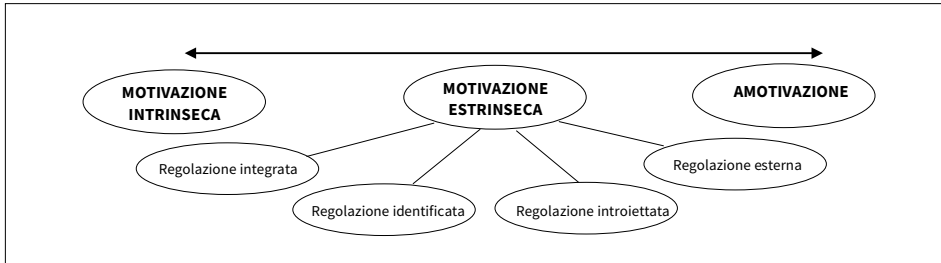 MOTIVAZIONE
INTRINSECA
MOTIVAZIONE
ESTRINSECA
AMOTIVAZIONE
Regolazione integrata
Regolazione identificata
Regolazione introiettata
Regolazione esterna